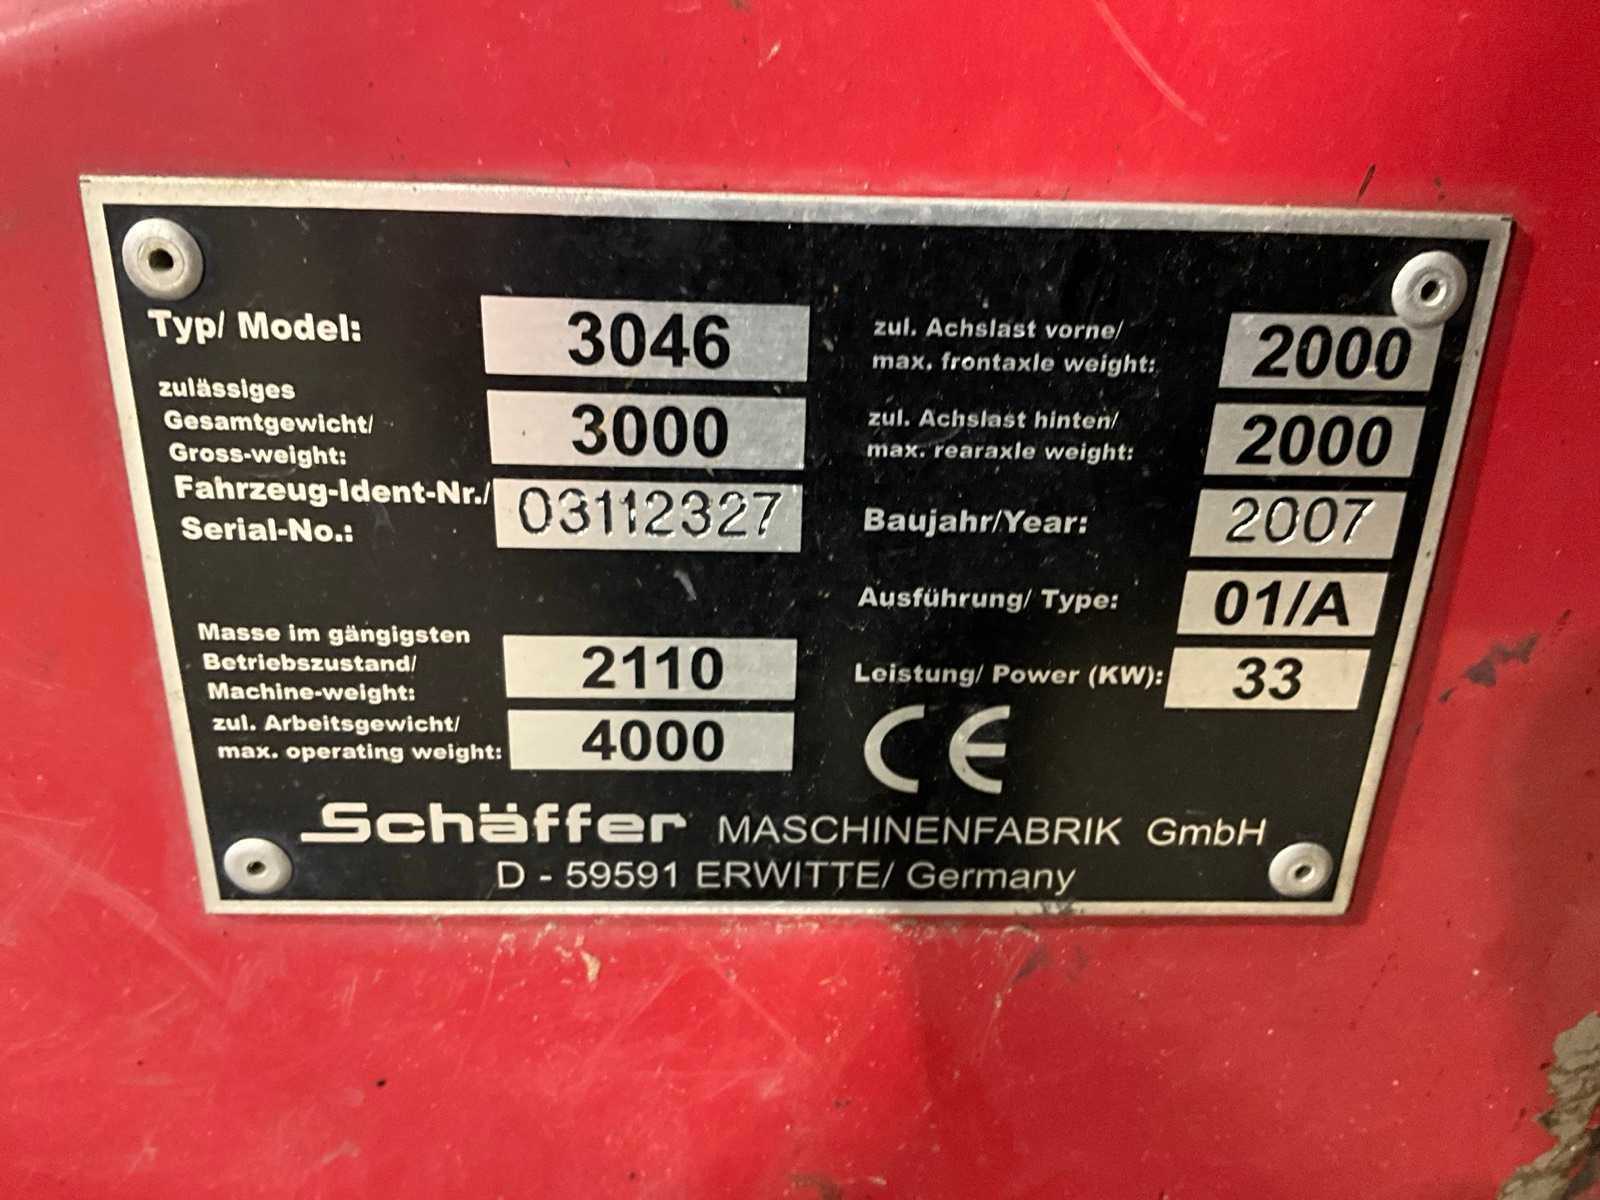 Typ/ Model: 3046
zulässiges
Gesamtgewicht/
Gross-weight: 3000
Fahrzeug-Ident-Nr./
Serial-No.: 03112327
Masse im gängigsten
Betriebszustand/
Machine-weight: 2110
zul. Arbeitsgewicht/
max. operating weight: 4000
zul. Achslast vorne/
max. frontaxle weight: 2000
zul. Achslast hinten/
max. rearaxle weight: 2000
Baujahr/Year: 2007
Ausführung/ Type: 01/A
Leistung/ Power (KW): 33
CE
Schäffer MASCHINENFABRIK GmbH
D - 59591 ERWITTE/ Germany